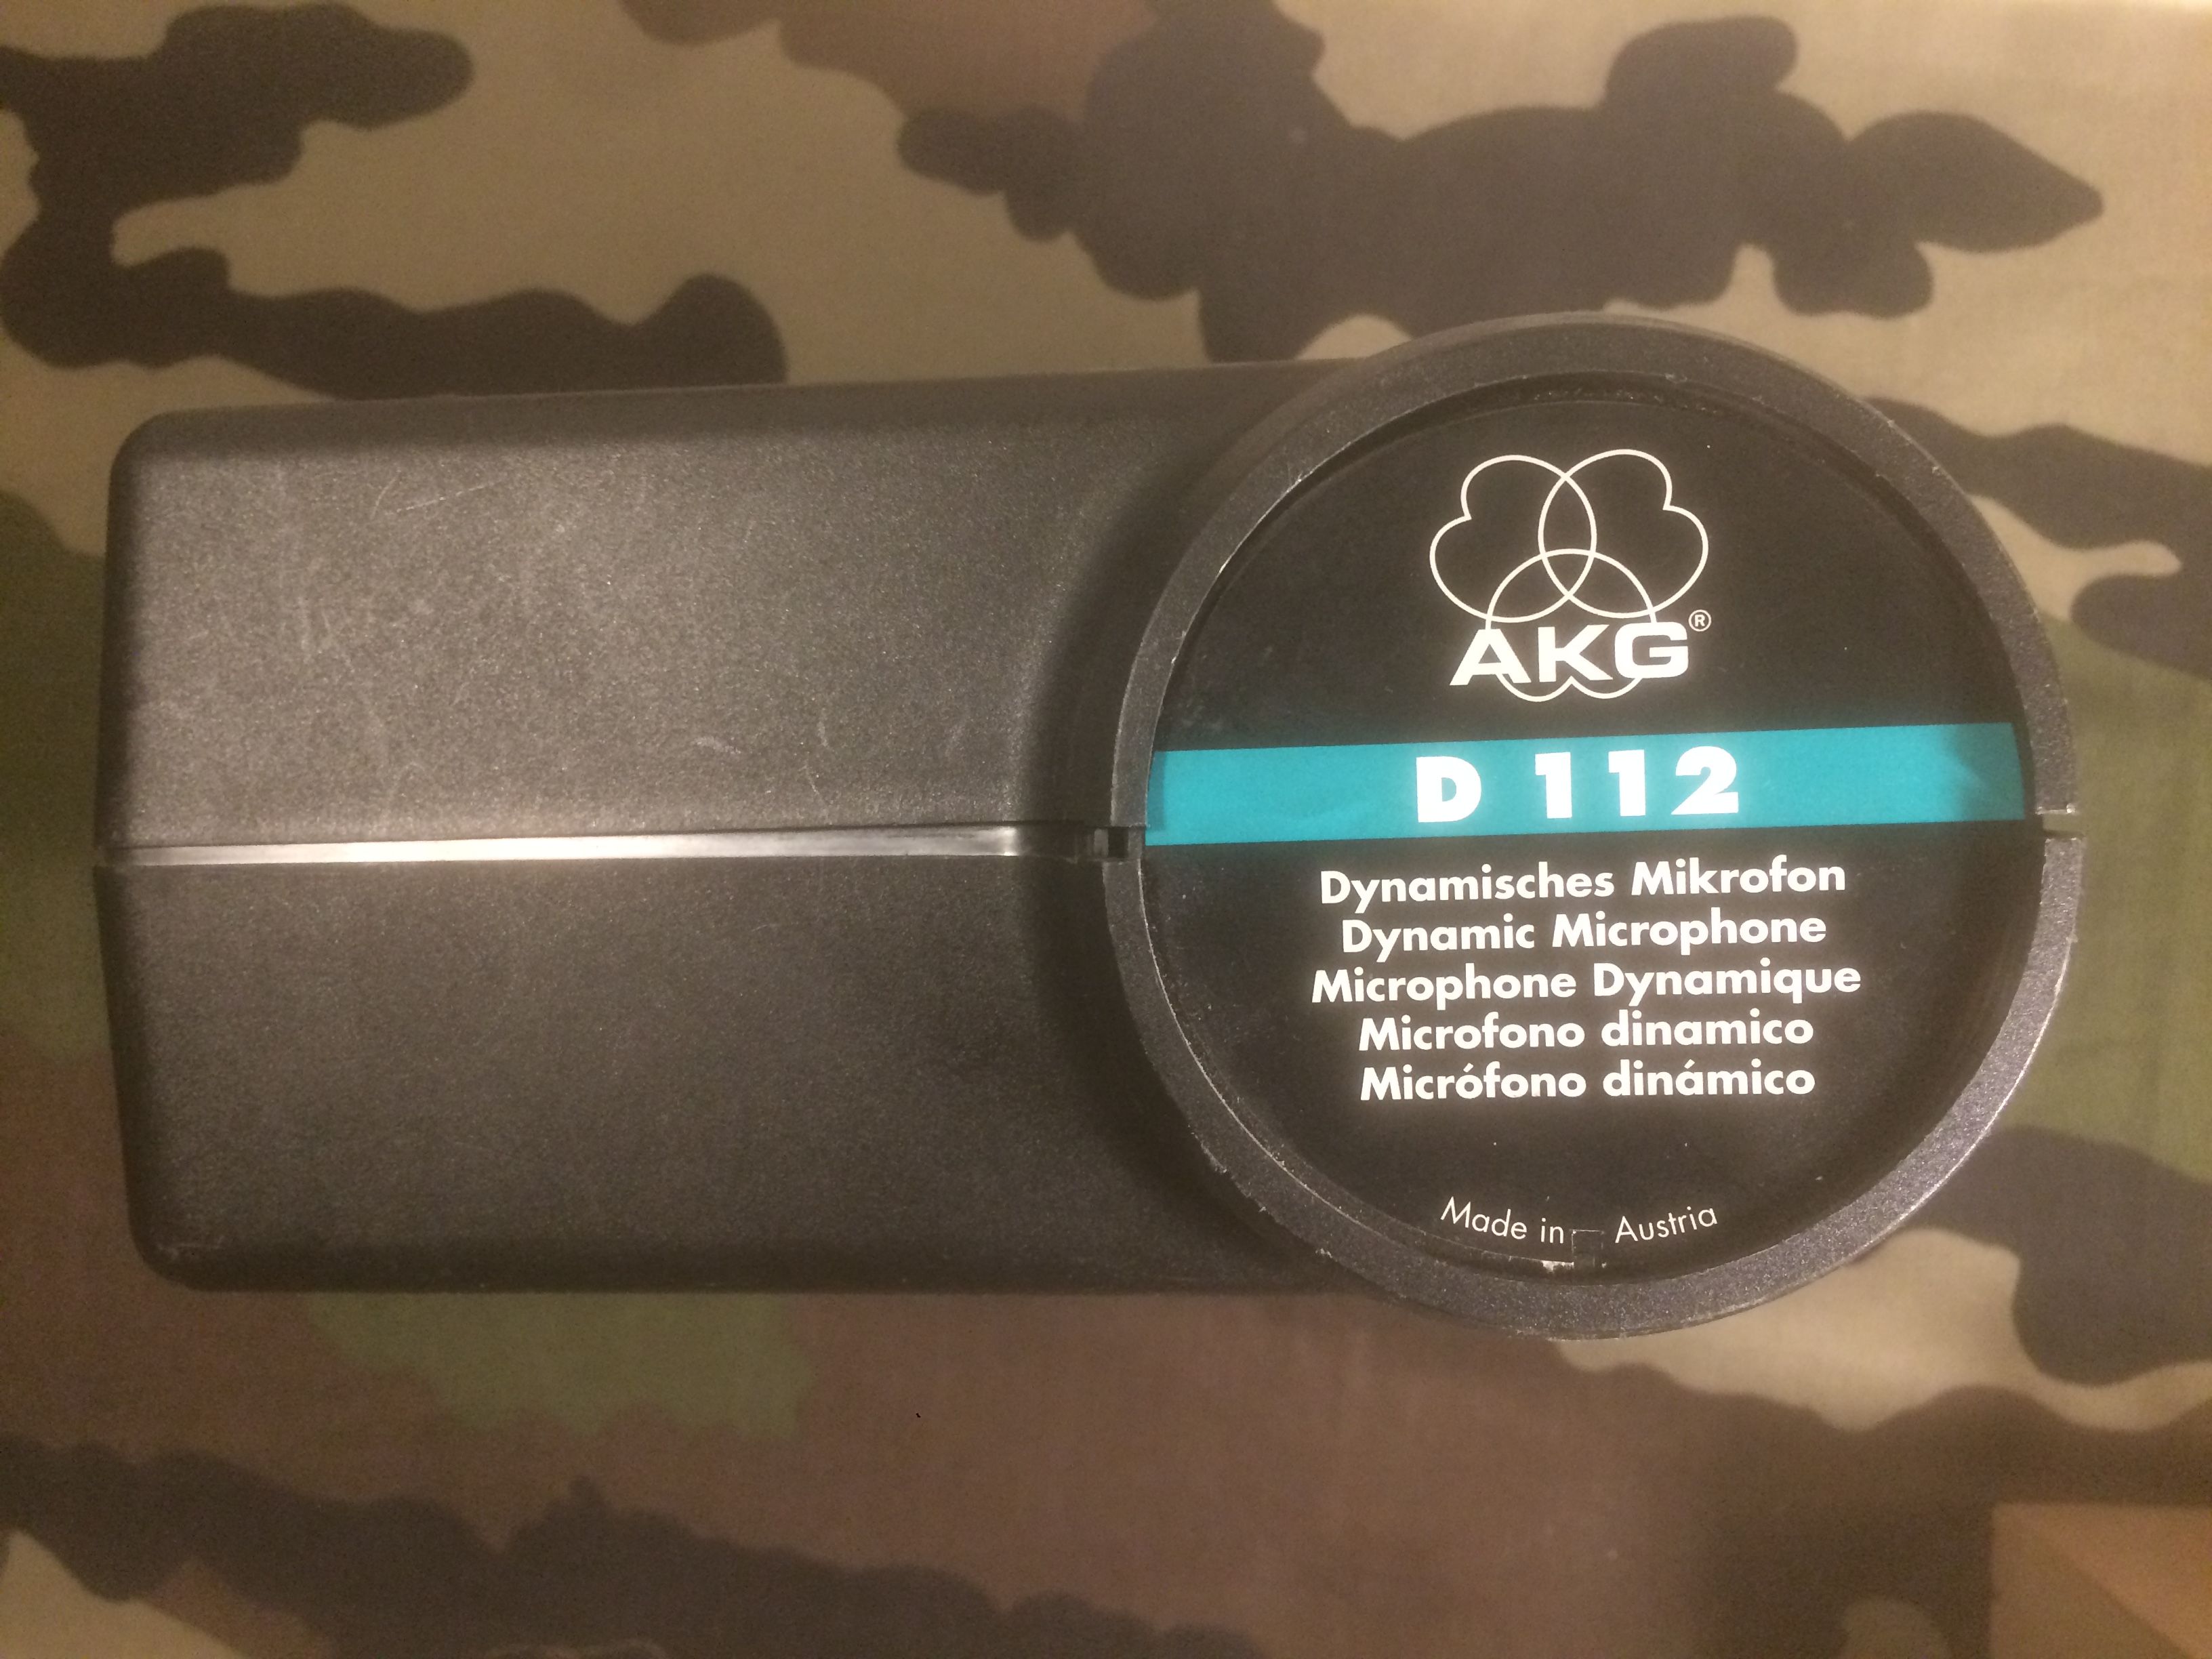 AKG®
D 112
Dynamisches Mikrofon
Dynamic Microphone
Microphone Dynamique
Microfono dinamico
Micrófono dinámico
Made in Austria